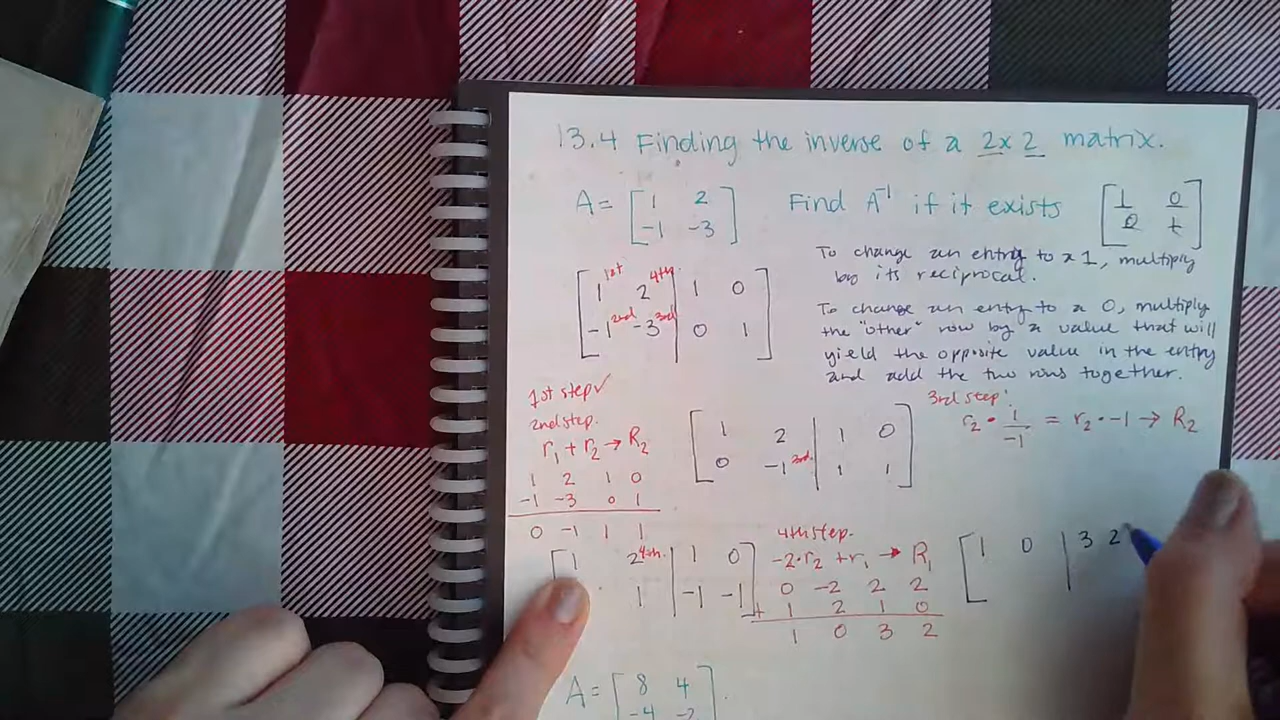 13.4 Finding the inverse of a 2x2 matrix.
A = [ 1 2
-1 -3 ]
Find A⁻¹ if it exists
[ 1 0
0 1 ]
To change an entry to a 1, multiply
by its reciprocal.
To change an entry to a 0, multiply
the "other" row by a value that will
yield the opposite value in the entry
and add the two rows together.
[ 1 1st 2 4th | 1 0
-1 2nd -3 3rd | 0 1 ]
1st step ✓
2nd step.
r₁ + r₂ → R₂
1 2 1 0
-1 -3 0 1
0 -1 1 1
[ 1 2 | 1 0
0 -1 3rd | 1 1 ]
3rd step:
r₂ · 1/-1 = r₂ · -1 → R₂
[ 1 2 4th | 1 0
1 | -1 -1 ]
4th step.
-2·r₂ + r₁ → R₁
0 -2 2 2
+ 1 2 1 0
1 0 3 2
[ 1 0 | 3 2
A = [ 8 4
-4 -2 ]